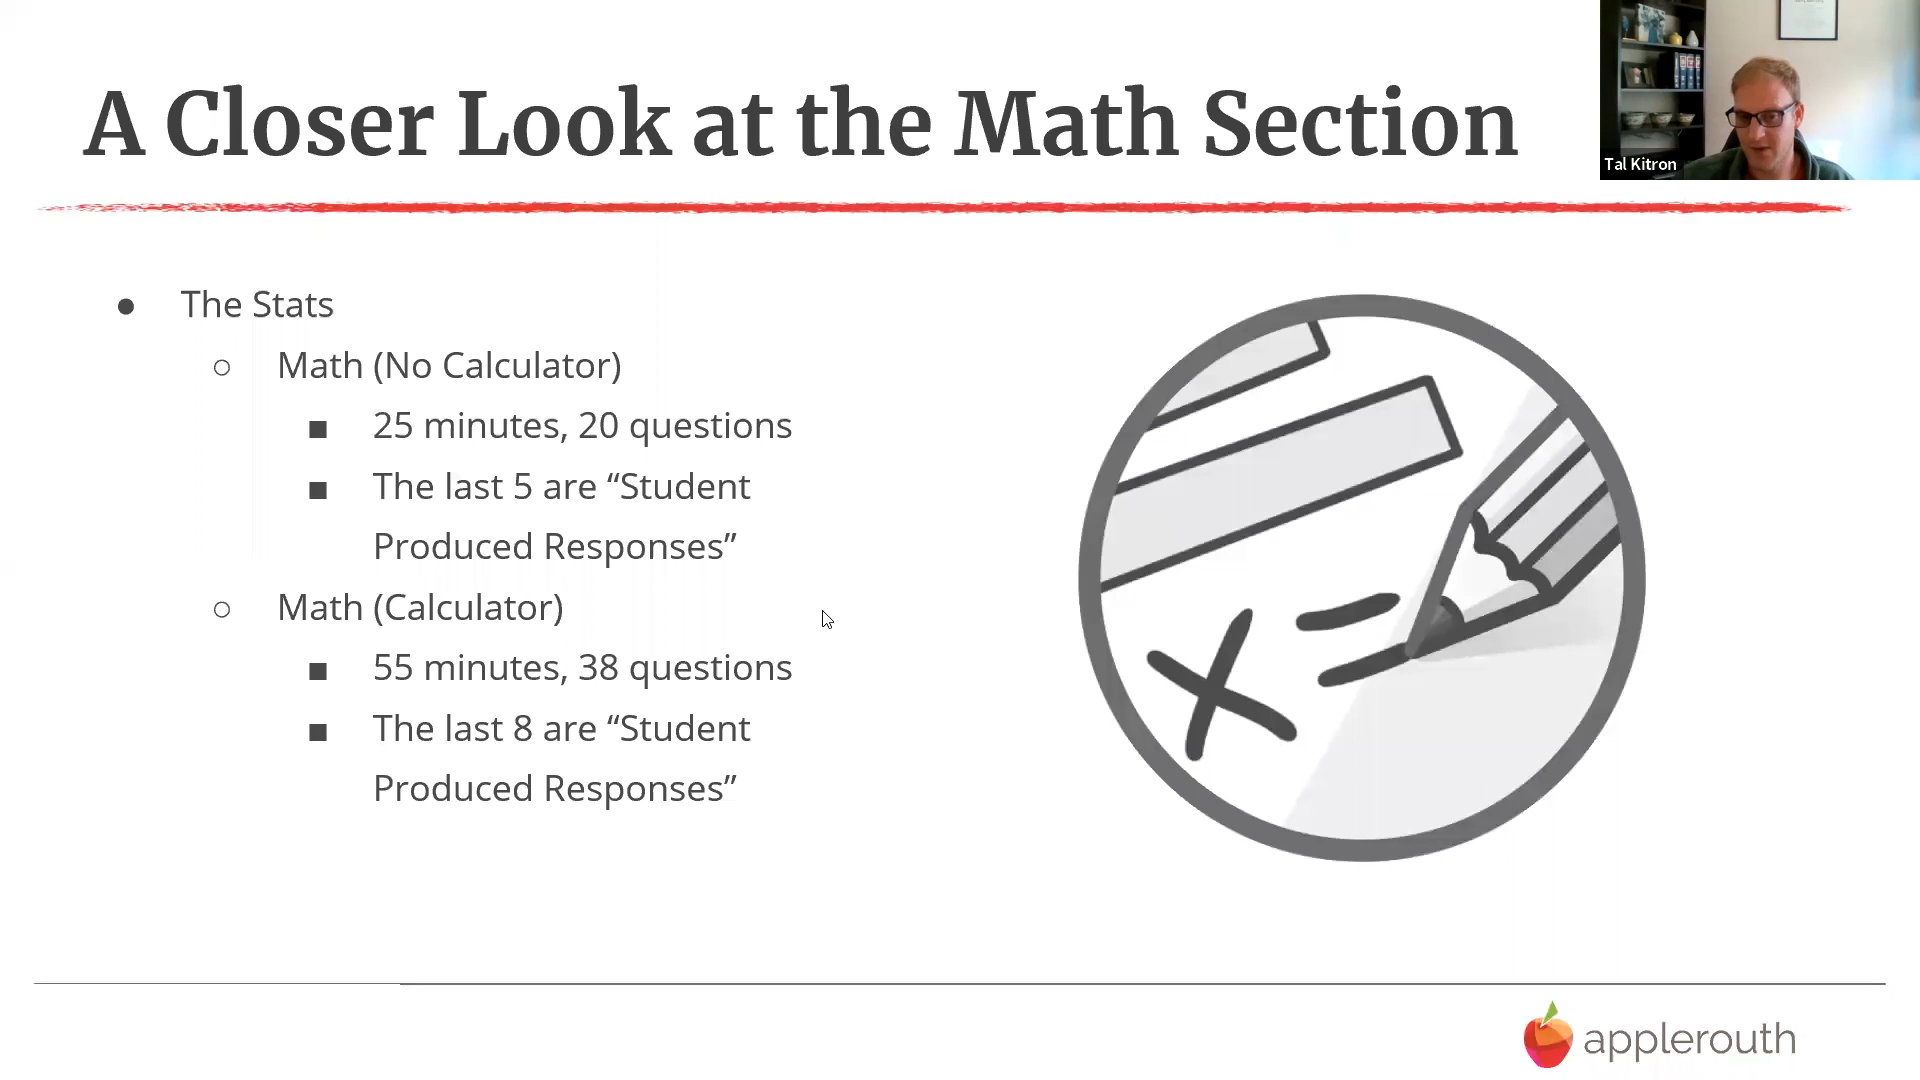 A Closer Look at the Math Section
Tal Kitron
● The Stats
○ Math (No Calculator)
■ 25 minutes, 20 questions
■ The last 5 are “Student
Produced Responses”
○ Math (Calculator)
■ 55 minutes, 38 questions
■ The last 8 are “Student
Produced Responses”
applerouth